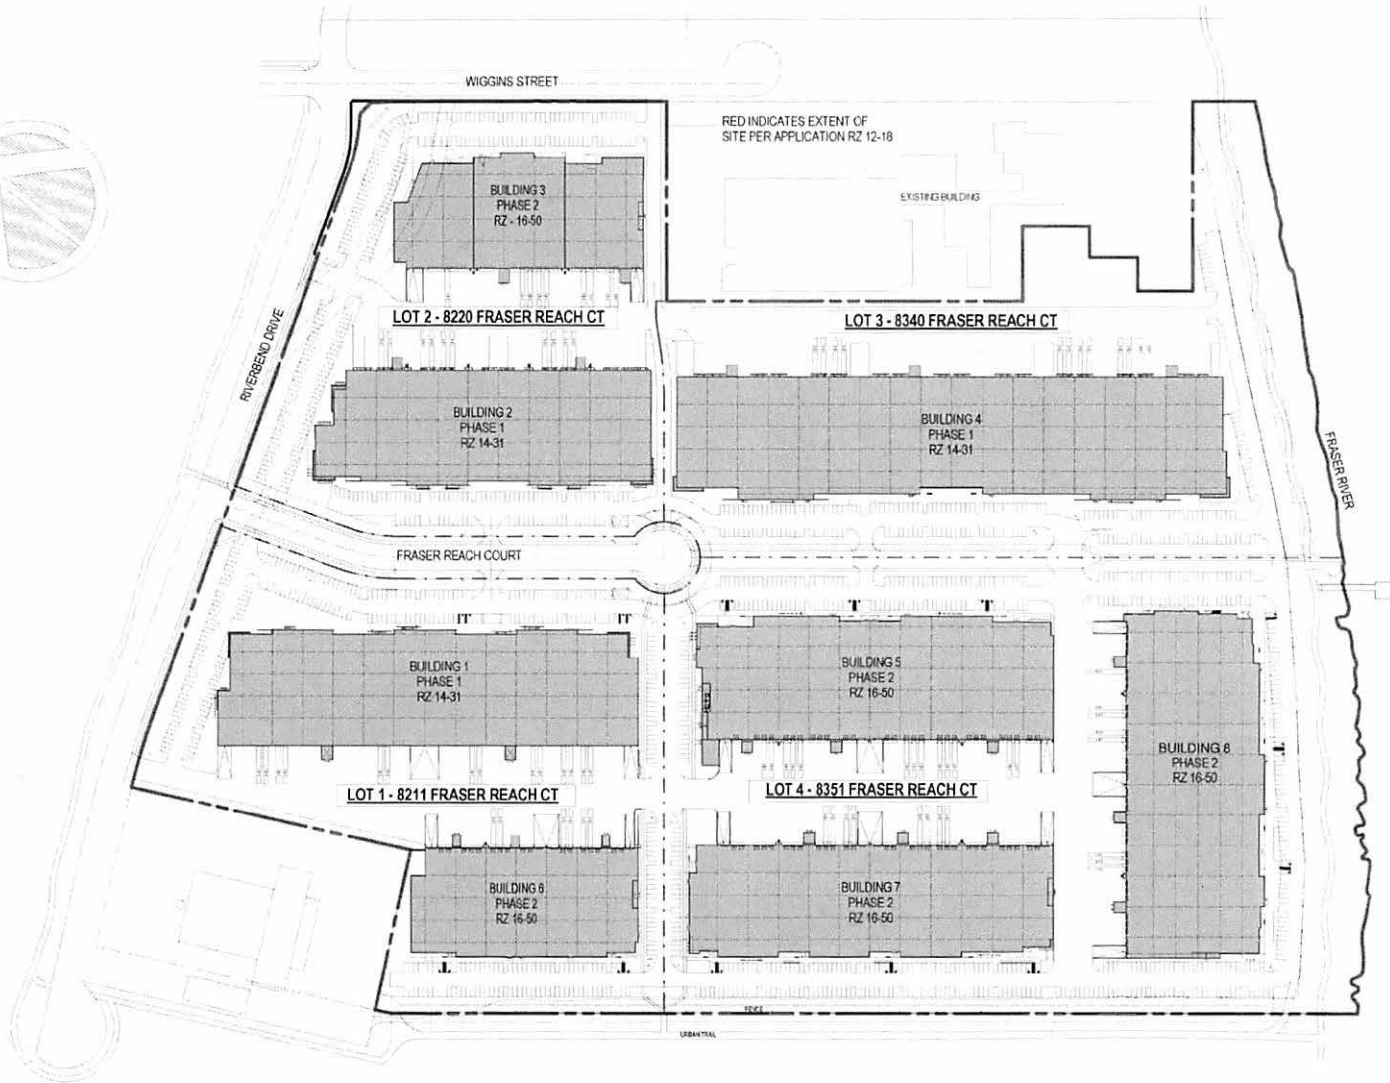 WIGGINS STREET
RED INDICATES EXTENT OF
SITE PER APPLICATION RZ 12-18
EXISTING BUILDING
BUILDING 3
PHASE 2
RZ - 16-50
LOT 2 - 8220 FRASER REACH CT
LOT 3 - 8340 FRASER REACH CT
RIVERBEND DRIVE
BUILDING 2
PHASE 1
RZ 14-31
BUILDING 4
PHASE 1
RZ 14-31
FRASER RIVER
FRASER REACH COURT
BUILDING 1
PHASE 1
RZ 14-31
BUILDING 5
PHASE 2
RZ 16-50
BUILDING 8
PHASE 2
RZ 16-50
LOT 1 - 8211 FRASER REACH CT
LOT 4 - 8351 FRASER REACH CT
BUILDING 6
PHASE 2
RZ 16-50
BUILDING 7
PHASE 2
RZ 16-50
FENCE
URBAN TRAIL